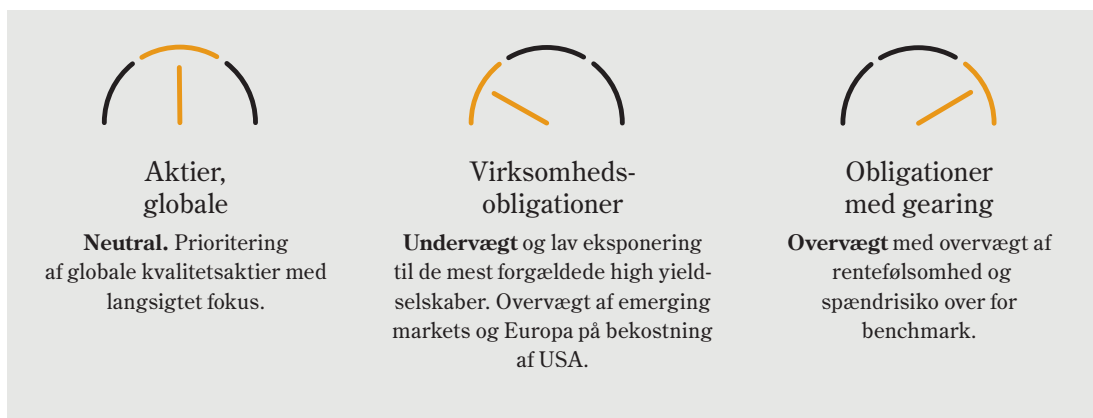 Aktier,
globale
Neutral. Prioritering
af globale kvalitetsaktier med
langsigtet fokus.
Virksomheds-
obligationer
Undervægt og lav eksponering
til de mest forgældede high yield-
selskaber. Overvægt af emerging
markets og Europa på bekostning
af USA.
Obligationer
med gearing
Overvægt med overvægt af
rentefølsomhed og
spændrisiko over for
benchmark.